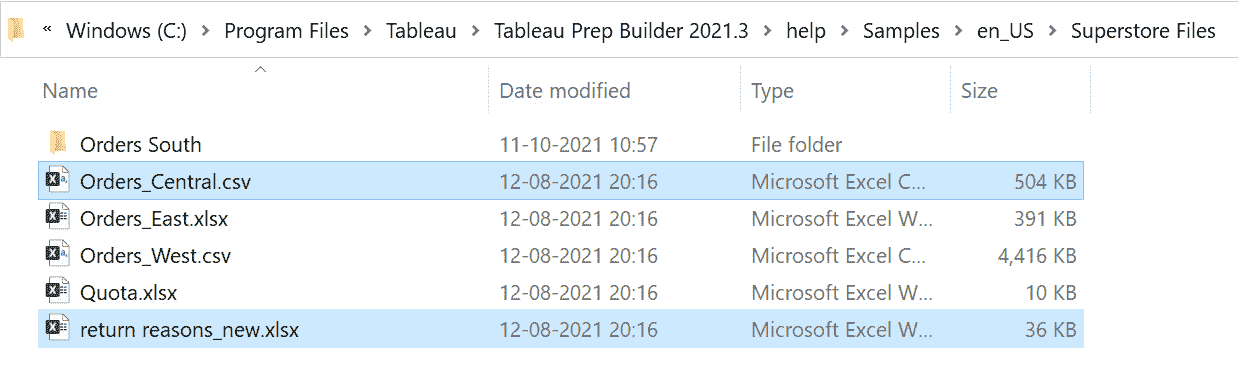 « Windows (C:) > Program Files > Tableau > Tableau Prep Builder 2021.3 > help > Samples > en_US > Superstore Files
Name Date modified Type Size
Orders South 11-10-2021 10:57 File folder
Orders_Central.csv 12-08-2021 20:16 Microsoft Excel C... 504 KB
Orders_East.xlsx 12-08-2021 20:16 Microsoft Excel W... 391 KB
Orders_West.csv 12-08-2021 20:16 Microsoft Excel C... 4,416 KB
Quota.xlsx 12-08-2021 20:16 Microsoft Excel W... 10 KB
return reasons_new.xlsx 12-08-2021 20:16 Microsoft Excel W... 36 KB